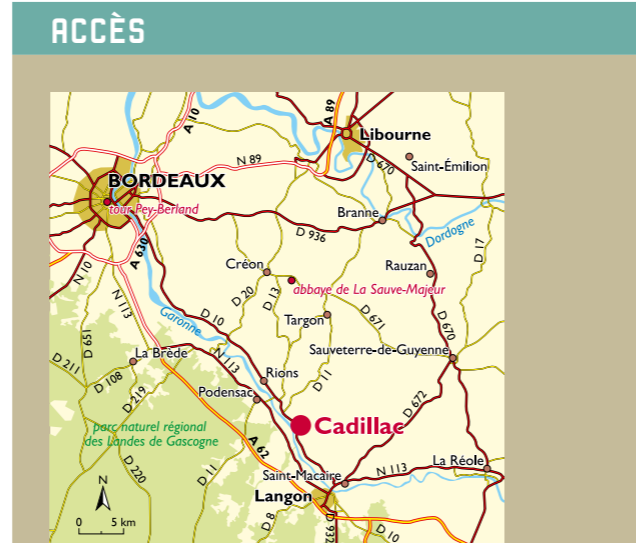 ACCÈS
A 10
A 89
Libourne
N 89
D 670
Saint-Émilion
BORDEAUX
tour Pey-Berland
Branne
D 936
Dordogne
D 17
A 630
N 10
N 113
Créon
Rauzan
D 20
D 13
abbaye de La Sauve-Majeur
Garonne
D 10
Targon
D 671
D 670
D 651
D 211
La Brède
Sauveterre-de-Guyenne
D 108
D 219
N 113
Rions
D 11
Podensac
D 672
parc naturel régional
des Landes de Gascogne
Cadillac
A 62
D 220
D 11
La Réole
N 113
Saint-Macaire
Langon
N
0 5 km
D 8
D 932
D 10